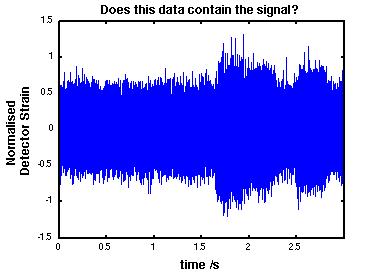 Does this data contain the signal?
1.5
1
0.5
0
-0.5
-1
-1.5
Normalised
Detector Strain
0 0.5 1 1.5 2 2.5
time /s